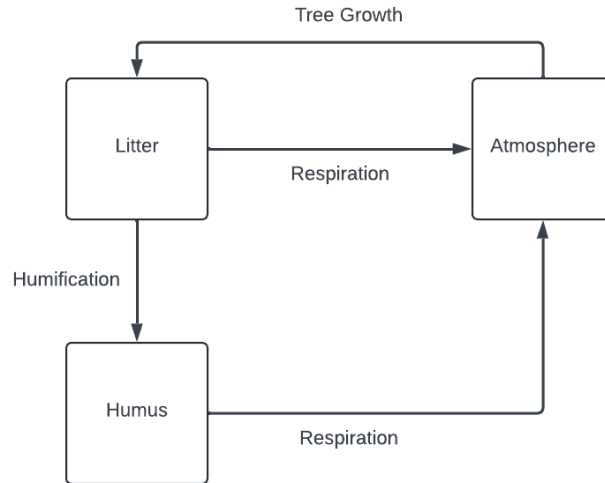 Tree Growth
Litter
Atmosphere
Respiration
Humification
Humus
Respiration